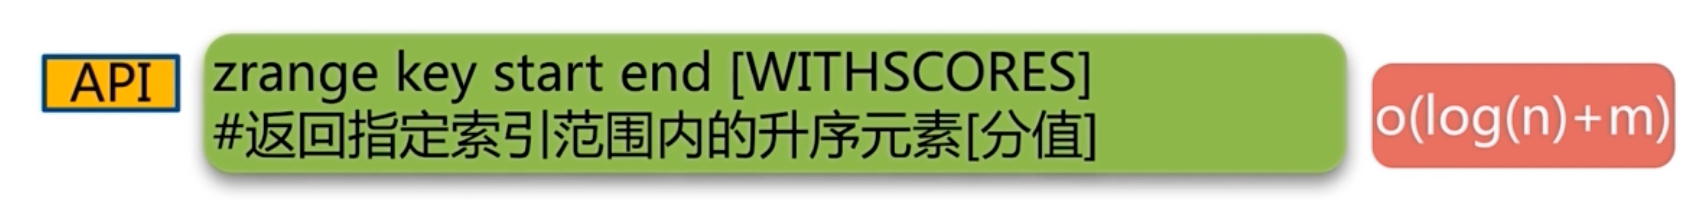 API
zrange key start end [WITHSCORES]
#返回指定索引范围内的升序元素[分值]
o(log(n)+m)